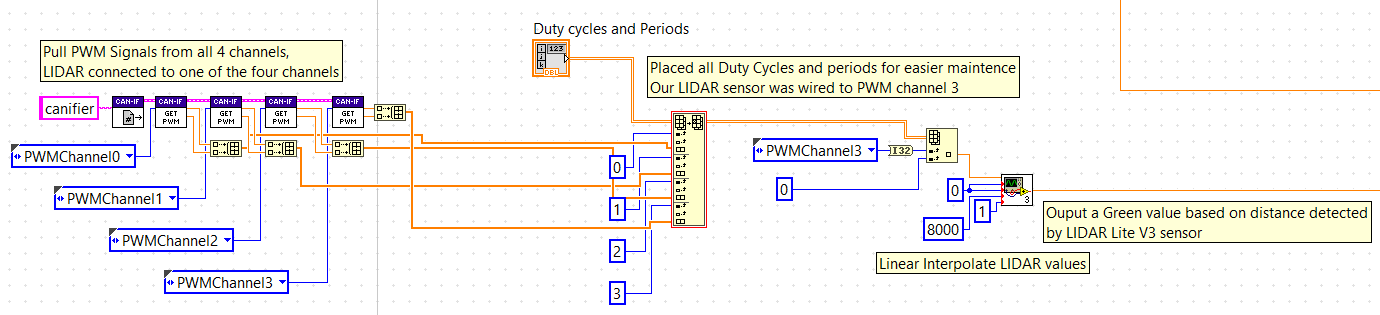 Duty cycles and Periods
123
DBL
Pull PWM Signals from all 4 channels,
LIDAR connected to one of the four channels
Placed all Duty Cycles and periods for easier maintence
Our LIDAR sensor was wired to PWM channel 3
canifier
CAN-IF
CAN-IF
GET
PWM
CAN-IF
GET
PWM
CAN-IF
GET
PWM
CAN-IF
GET
PWM
PWMChannel0
PWMChannel1
PWMChannel2
PWMChannel3
0
1
2
3
PWMChannel3
I32
0
0
1
8000
3
Ouput a Green value based on distance detected
by LIDAR Lite V3 sensor
Linear Interpolate LIDAR values